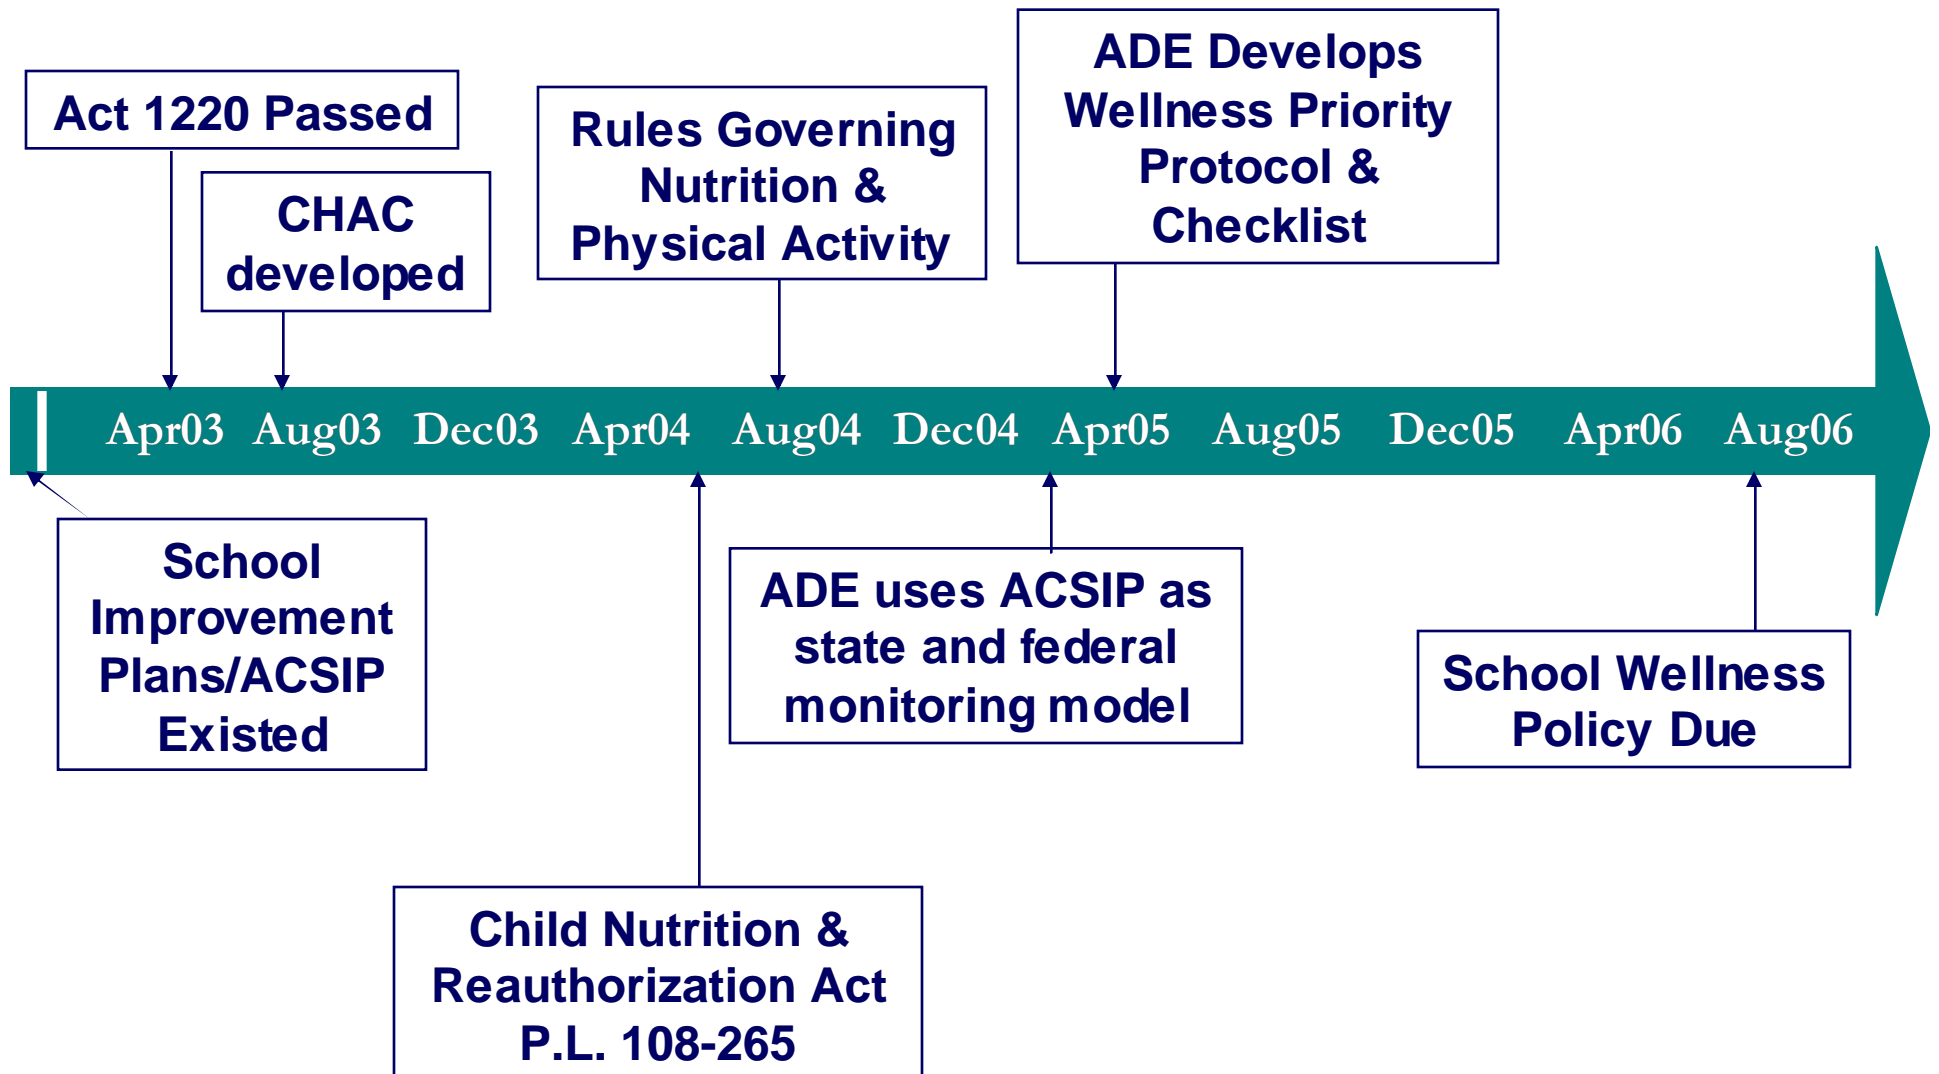 Act 1220 Passed
CHAC
developed
Rules Governing
Nutrition &
Physical Activity
ADE Develops
Wellness Priority
Protocol &
Checklist
Apr03 Aug03 Dec03 Apr04 Aug04 Dec04 Apr05 Aug05 Dec05 Apr06 Aug06
School
Improvement
Plans/ACSIP
Existed
ADE uses ACSIP as
state and federal
monitoring model
School Wellness
Policy Due
Child Nutrition &
Reauthorization Act
P.L. 108-265